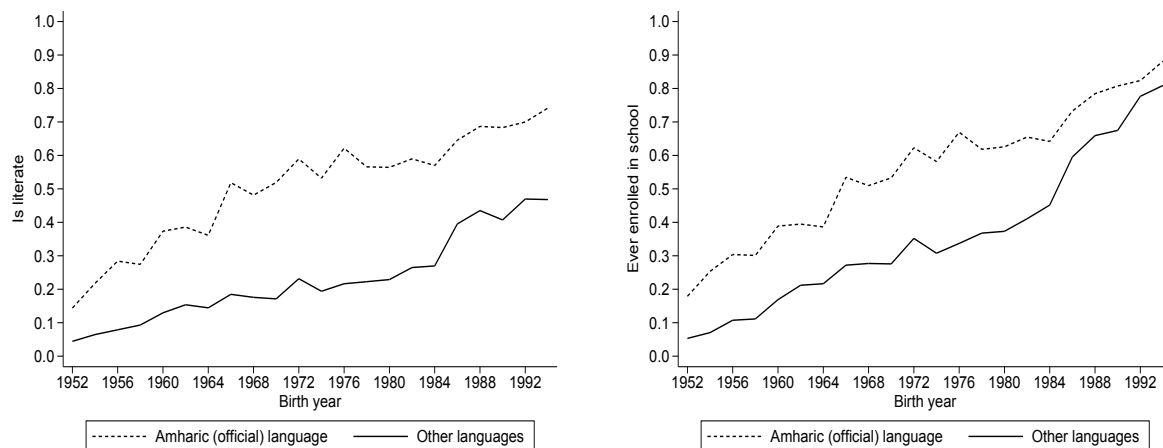 Is literate
1.0
0.9
0.8
0.7
0.6
0.5
0.4
0.3
0.2
0.1
0.0
1952 1956 1960 1964 1968 1972 1976 1980 1984 1988 1992
Birth year
Amharic (official) language Other languages
Ever enrolled in school
1.0
0.9
0.8
0.7
0.6
0.5
0.4
0.3
0.2
0.1
0.0
1952 1956 1960 1964 1968 1972 1976 1980 1984 1988 1992
Birth year
Amharic (official) language Other languages